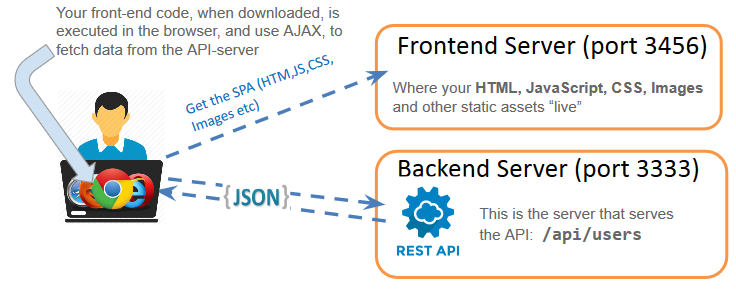 Your front-end code, when downloaded, is
executed in the browser, and use AJAX, to
fetch data from the API-server
Get the SPA (HTM,JS,CSS,
Images etc)
Frontend Server (port 3456)
Where your HTML, JavaScript, CSS, Images
and other static assets “live”
Backend Server (port 3333)
{JSON}
REST API
This is the server that serves
the API: /api/users